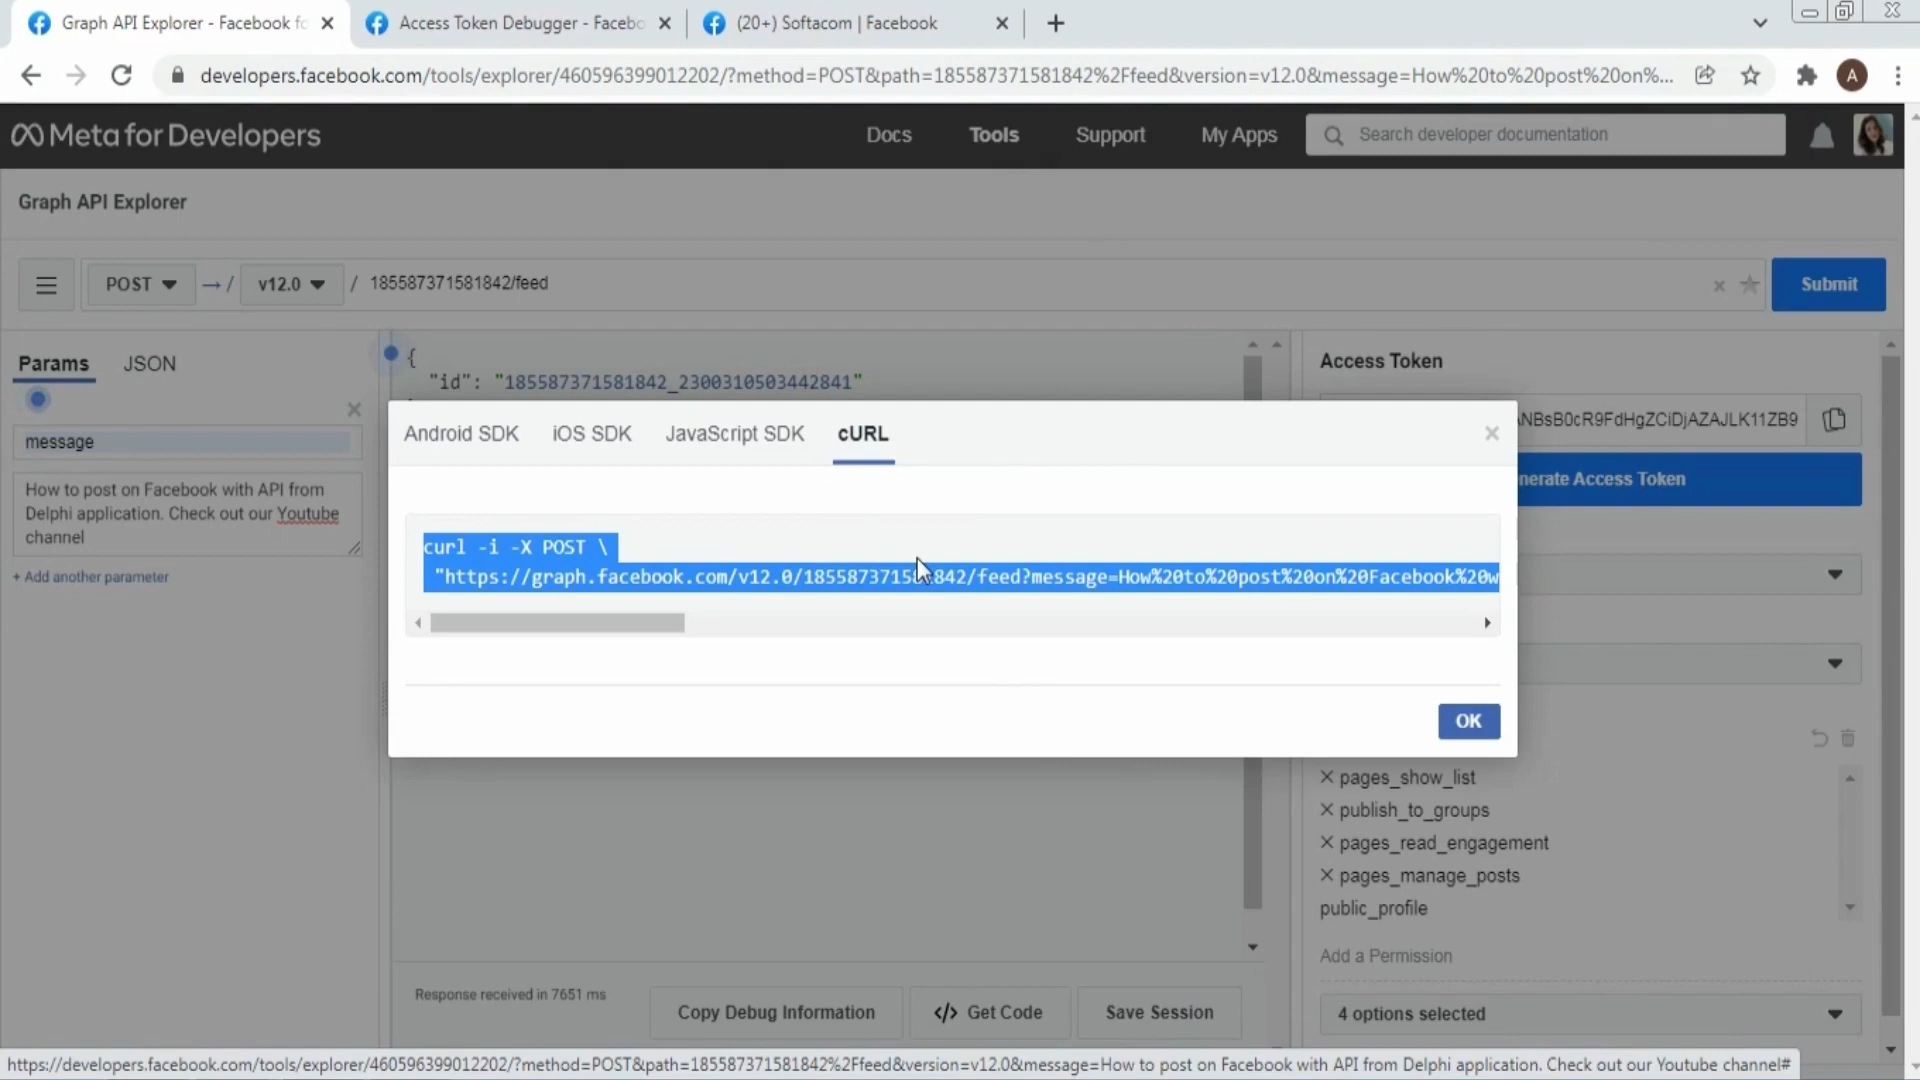 Graph API Explorer - Facebook fo
Access Token Debugger - Facebo
(20+) Softacom | Facebook
developers.facebook.com/tools/explorer/460596399012202/?method=POST&path=185587371581842%2Ffeed&version=v12.0&message=How%20to%20post%20on%...
A
Meta for Developers
Docs
Tools
Support
My Apps
Search developer documentation
Graph API Explorer
POST
/
v12.0
/
185587371581842/feed
Submit
Params
JSON
{
"id": "185587371581842_2300310503442841"
Access Token
NBsB0cR9FdHgZCiDjAZAJLK11ZB9
message
How to post on Facebook with API from
Delphi application. Check out our Youtube
channel
+ Add another parameter
Android SDK
iOS SDK
JavaScript SDK
cURL
nerate Access Token
curl -i -X POST \
"https://graph.facebook.com/v12.0/185587371581842/feed?message=How%20to%20post%20on%20Facebook%20w
OK
pages_show_list
publish_to_groups
pages_read_engagement
pages_manage_posts
public_profile
Add a Permission
4 options selected
Response received in 7651 ms
Copy Debug Information
</> Get Code
Save Session
https://developers.facebook.com/tools/explorer/460596399012202/?method=POST&path=185587371581842%2Ffeed&version=v12.0&message=How to post on Facebook with API from Delphi application. Check out our Youtube channel#